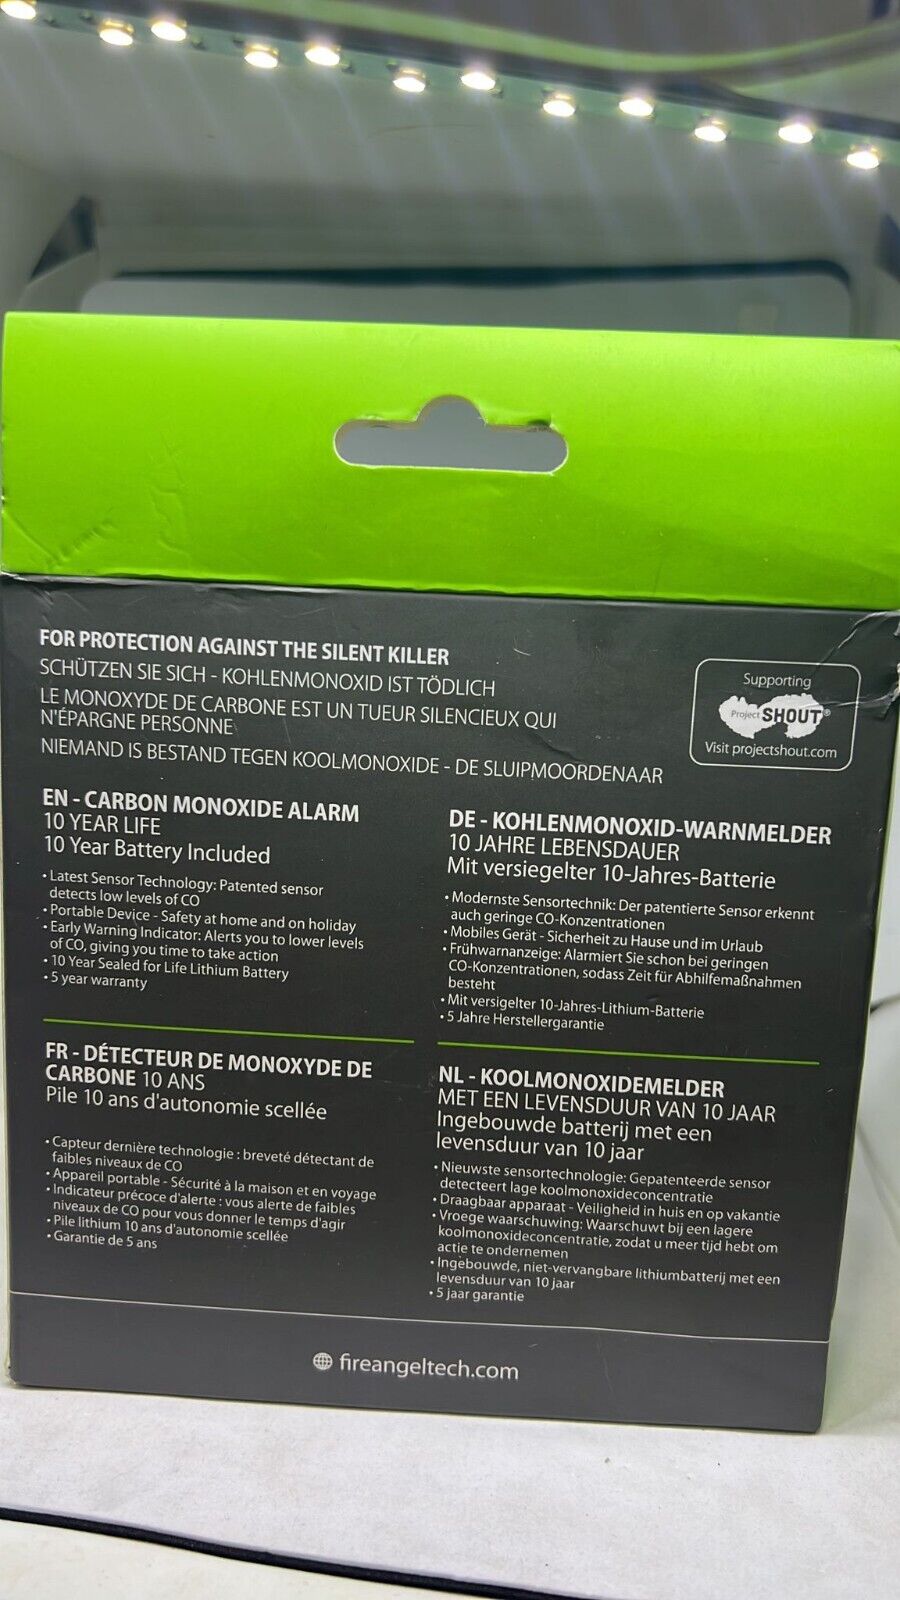 FOR PROTECTION AGAINST THE SILENT KILLER
SCHÜTZEN SIE SICH - KOHLENMONOXID IST TÖDLICH
LE MONOXYDE DE CARBONE EST UN TUEUR SILENCIEUX QUI
N'ÉPARGNE PERSONNE
NIEMAND IS BESTAND TEGEN KOOLMONOXIDE - DE SLUIPMOORDENAAR
Supporting
Project SHOUT®
Visit projectshout.com
EN - CARBON MONOXIDE ALARM
10 YEAR LIFE
10 Year Battery Included
• Latest Sensor Technology: Patented sensor
detects low levels of CO
• Portable Device - Safety at home and on holiday
• Early Warning Indicator: Alerts you to lower levels
of CO, giving you time to take action
• 10 Year Sealed for Life Lithium Battery
• 5 year warranty
DE - KOHLENMONOXID-WARNMELDER
10 JAHRE LEBENSDAUER
Mit versiegelter 10-Jahres-Batterie
• Modernste Sensortechnik: Der patentierte Sensor erkennt
auch geringe CO-Konzentrationen
• Mobiles Gerät - Sicherheit zu Hause und im Urlaub
• Frühwarnanzeige: Alarmiert Sie schon bei geringen
CO-Konzentrationen, sodass Zeit für Abhilfemaßnahmen
besteht
• Mit versigelter 10-Jahres-Lithium-Batterie
• 5 Jahre Herstellergarantie
FR - DÉTECTEUR DE MONOXYDE DE
CARBONE 10 ANS
Pile 10 ans d'autonomie scellée
• Capteur dernière technologie : breveté détectant de
faibles niveaux de CO
• Appareil portable - Sécurité à la maison et en voyage
• Indicateur précoce d'alerte : vous alerte de faibles
niveaux de CO pour vous donner le temps d'agir
• Pile lithium 10 ans d'autonomie scellée
• Garantie de 5 ans
NL - KOOLMONOXIDEMELDER
MET EEN LEVENSDUUR VAN 10 JAAR
Ingebouwde batterij met een
levensduur van 10 jaar
• Nieuwste sensortechnologie: Gepatenteerde sensor
detecteert lage koolmonoxideconcentratie
• Draagbaar apparaat - Veiligheid in huis en op vakantie
• Vroege waarschuwing: Waarschuwt bij een lagere
koolmonoxideconcentratie, zodat u meer tijd hebt om
actie te ondernemen
• Ingebouwde, niet-vervangbare lithiumbatterij met een
levensduur van 10 jaar
• 5 jaar garantie
fireangeltech.com